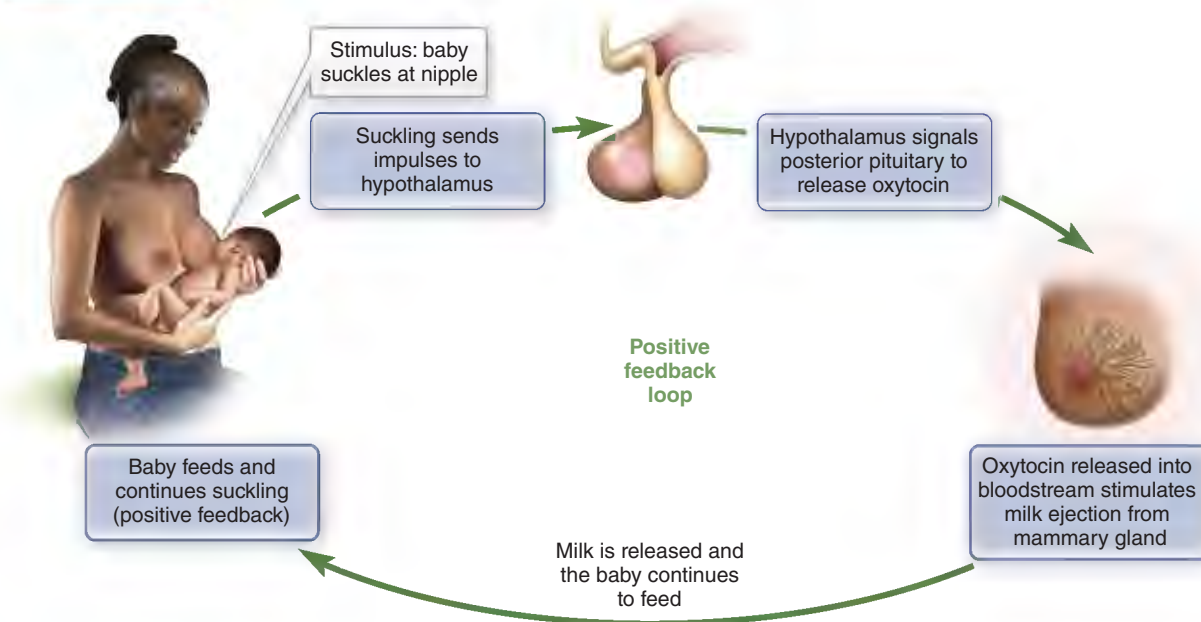 Stimulus: baby
suckles at nipple
Suckling sends
impulses to
hypothalamus
Hypothalamus signals
posterior pituitary to
release oxytocin
Positive
feedback
loop
Baby feeds and
continues suckling
(positive feedback)
Oxytocin released into
bloodstream stimulates
milk ejection from
mammary gland
Milk is released and
the baby continues
to feed